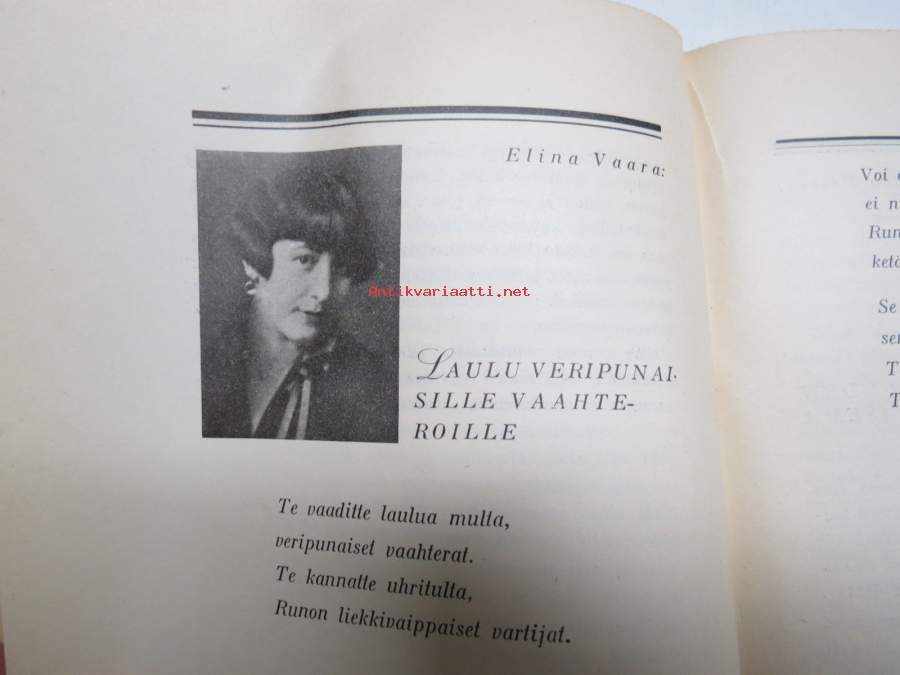 Elina Vaara:
Antikvariaatti.net
LAULU VERIPUNAI-
SILLE VAAHTE-
ROILLE
Te vaaditte laulua multa,
veripunaiset vaahterat.
Te kannatte uhritulta,
Runon liekkivaippaiset vartijat.
Voi
ei
Se